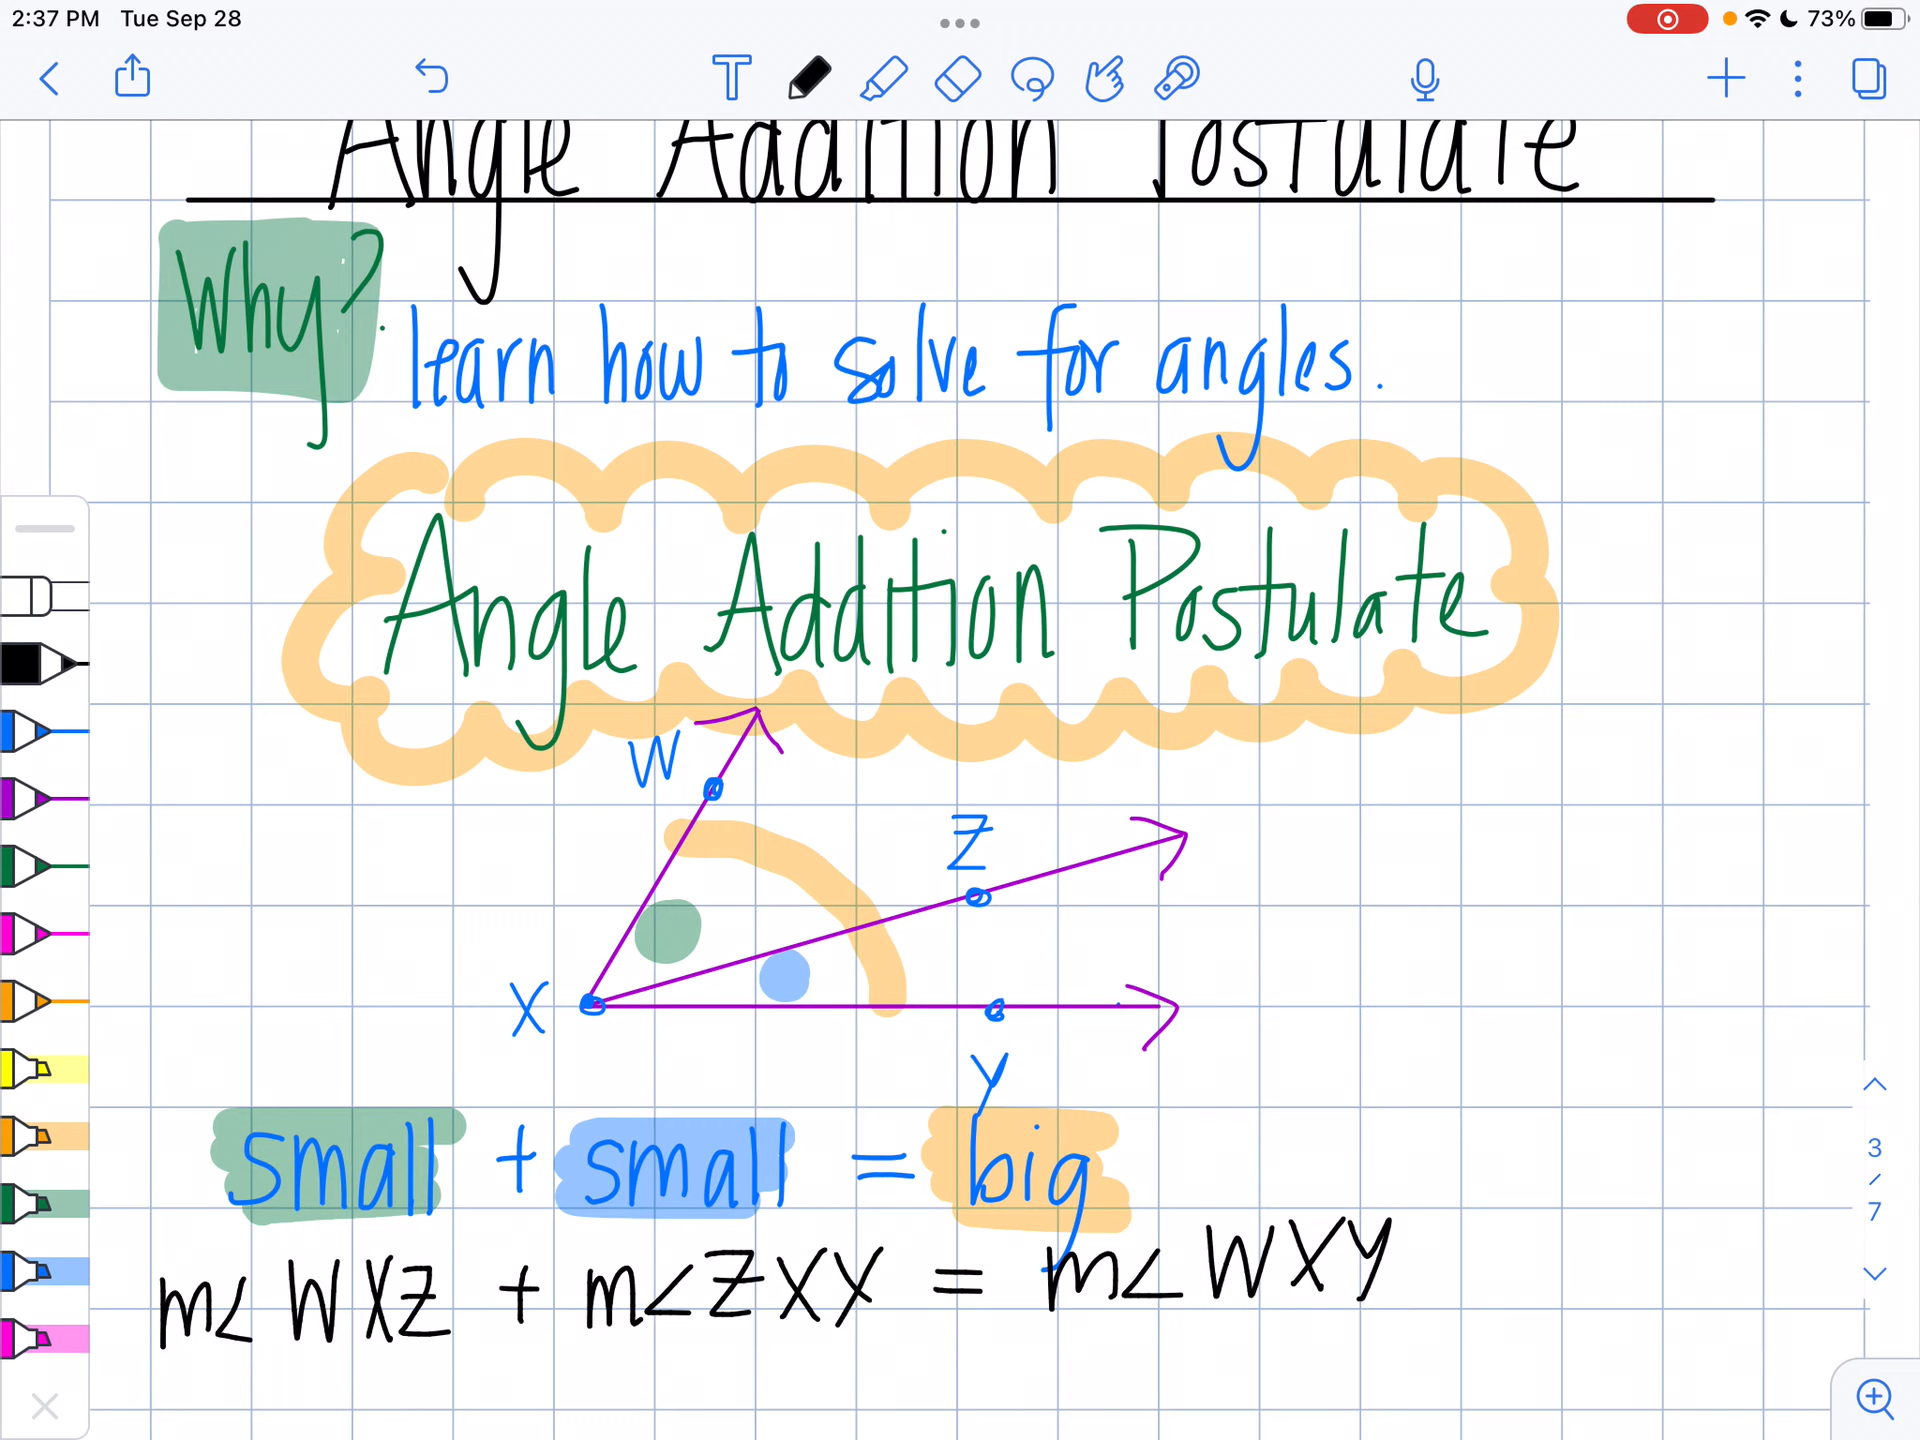 2:37 PM Tue Sep 28
73%
Angle Addition Postulate
Why?
learn how to solve for angles.
Angle Addition Postulate
W
Z
X
Y
small + small = big
m∠WXZ + m∠ZXY = m∠WXY
3
/
7